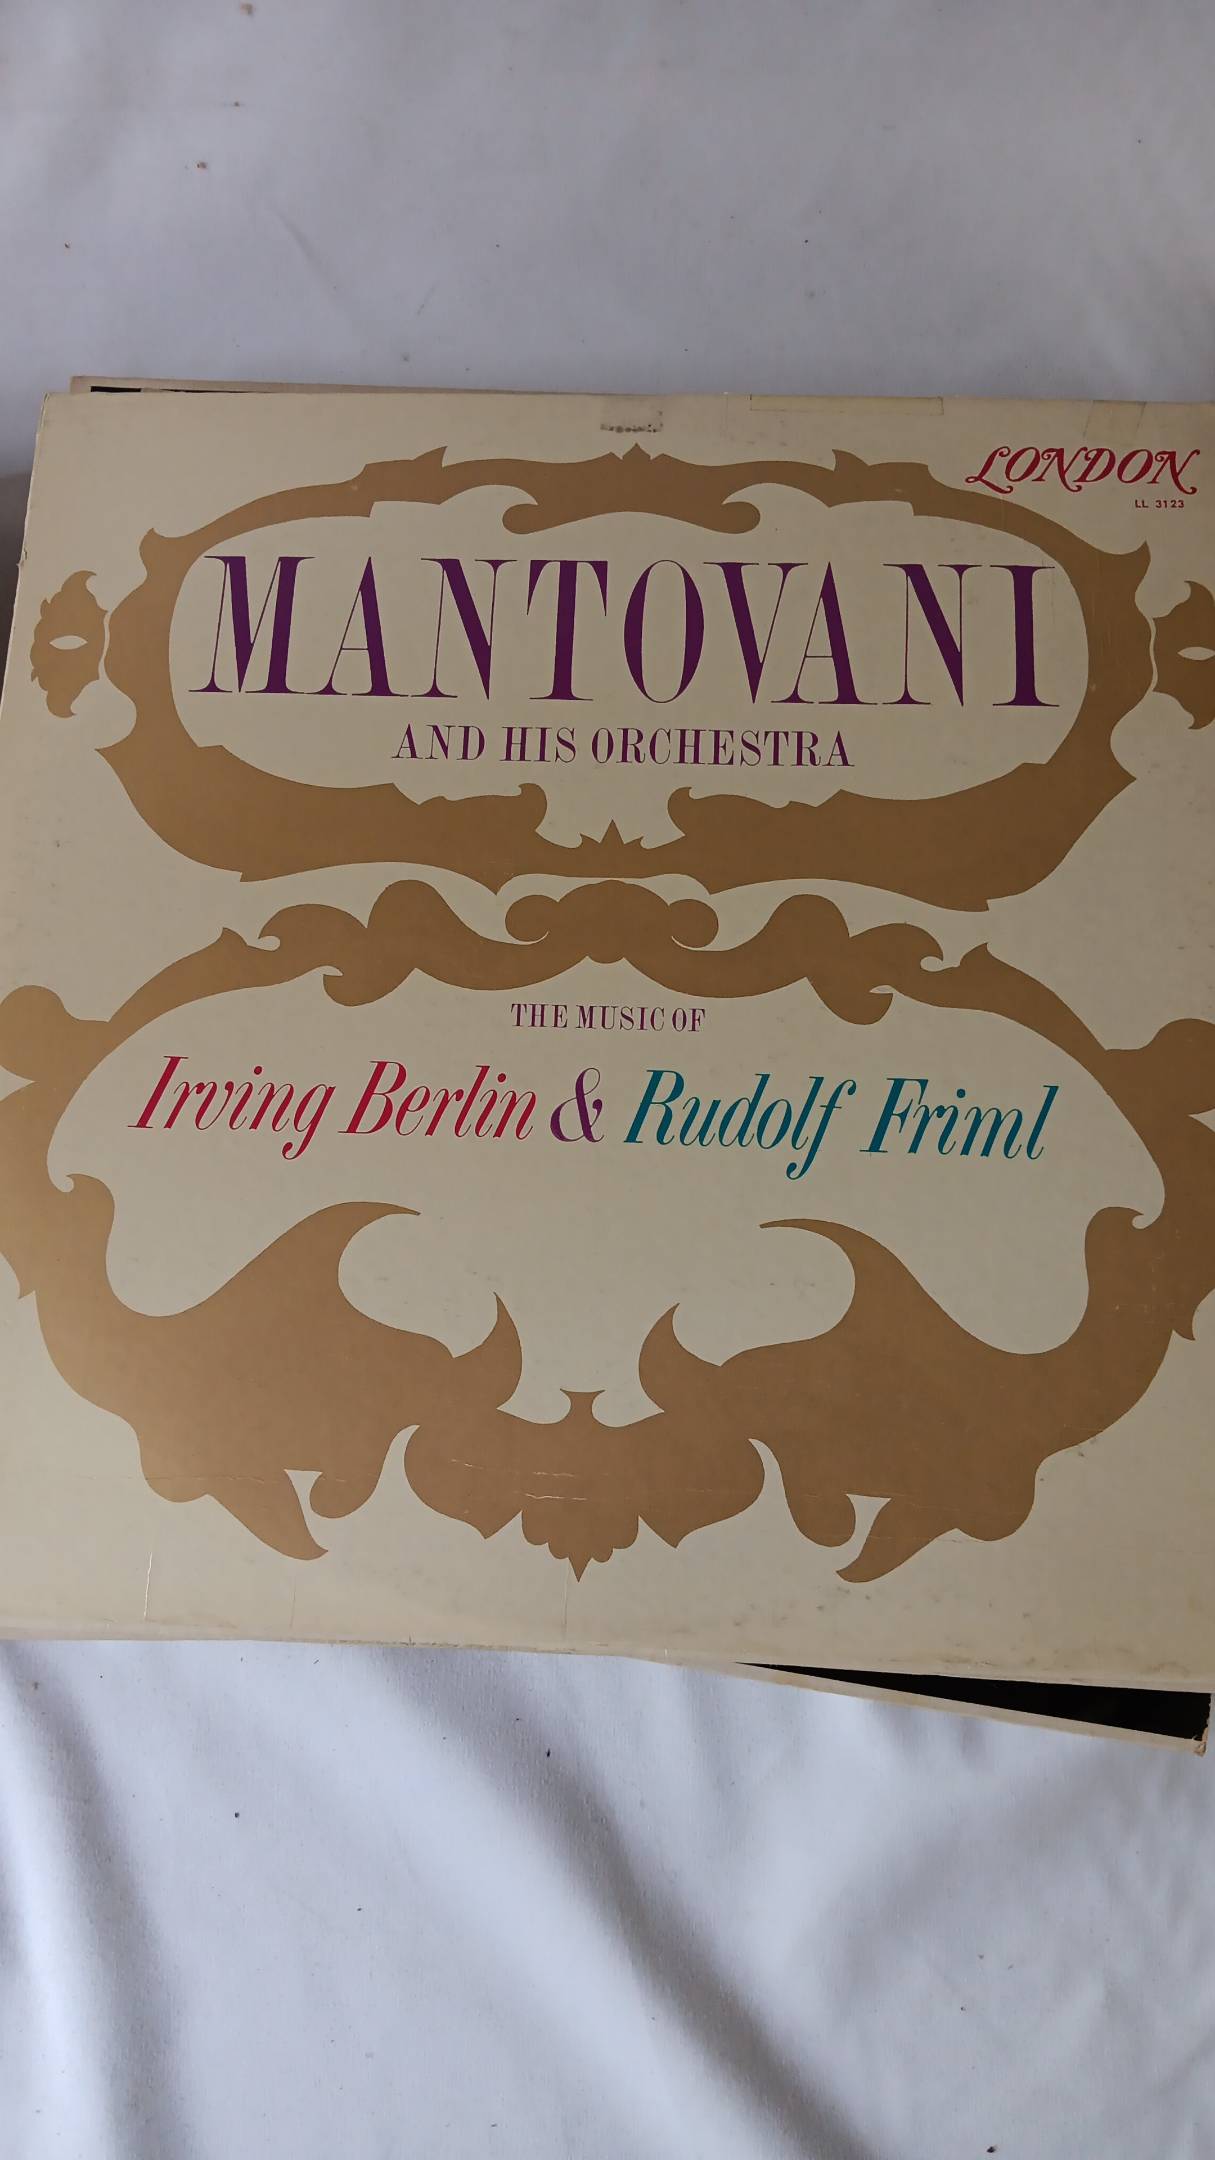 LONDON
LL 3123
MANTOVANI
AND HIS ORCHESTRA
THE MUSIC OF
Irving Berlin & Rudolf Friml